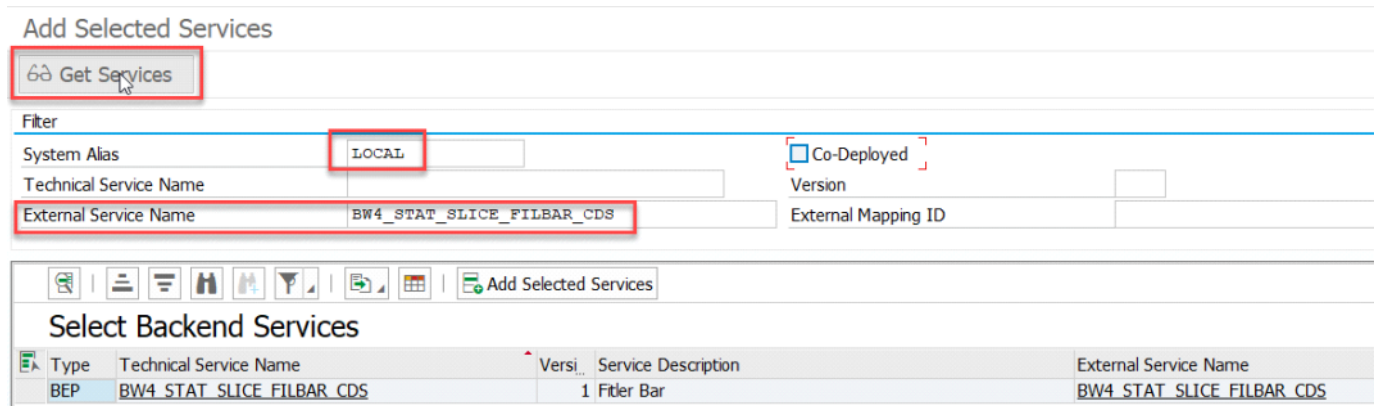 Add Selected Services
Get Services
Filter
System Alias LOCAL Co-Deployed
Technical Service Name Version
External Service Name BW4_STAT_SLICE_FILBAR_CDS External Mapping ID
Add Selected Services
Select Backend Services
Type Technical Service Name Versi... Service Description External Service Name
BEP BW4_STAT_SLICE_FILBAR_CDS 1 Fitler Bar BW4_STAT_SLICE_FILBAR_CDS